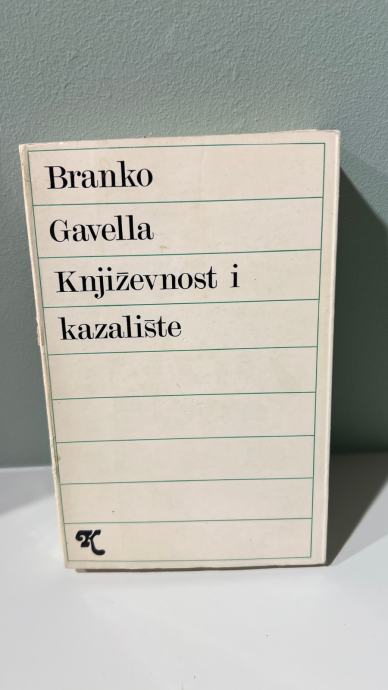 Branko
Gavella
Književnost i
kazalište
K